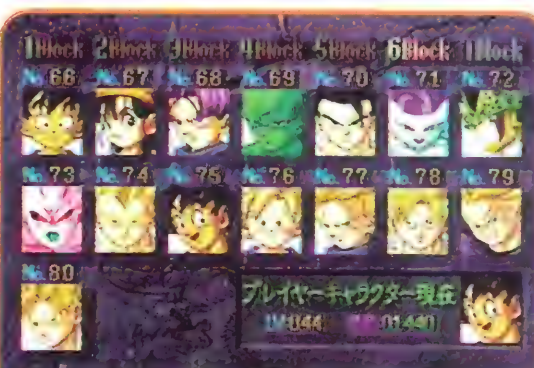 1Block 2Block 3Block 4Block 5Block 6Block 7Block
No.66 No.67 No.68 No.69 No.70 No.71 No.72
No.73 No.74 No.75 No.76 No.77 No.78 No.79
No.80
プレイヤーキャラクター現在
044 01440